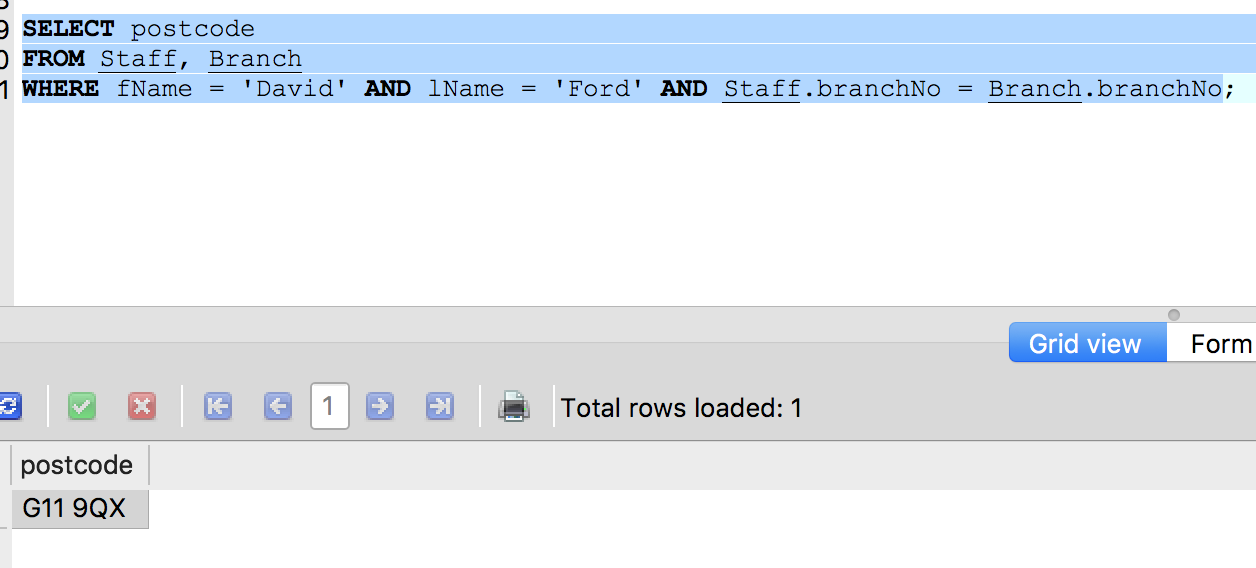 9 SELECT postcode
0 FROM Staff, Branch
1 WHERE fName = 'David' AND lName = 'Ford' AND Staff.branchNo = Branch.branchNo;
Grid view Form
1 Total rows loaded: 1
postcode
G11 9QX